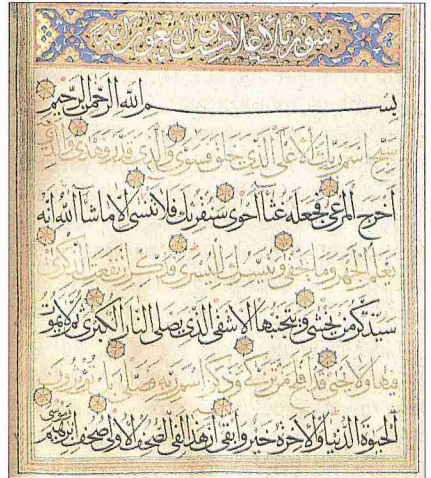 بسم الله الرحمن الرحيم
سبح اسم ربك الاعلى الذي خلق فسوى والذي قدر فهدى والذي
اخرج المرعى فجعله غثاء احوى سنقرئك فلا تنسى الا ما شاء الله انه
يعلم الجهر وما يخفى ونيسرك لليسرى فذكر ان نفعت الذكرى
سيذكر من يخشى ويتجنبها الاشقى الذي يصلى النار الكبرى ثم لا يموت
فيها ولا يحيى قد افلح من تزكى وذكر اسم ربه فصلى بل تؤثرون
الحيوة الدنيا والاخرة خير وابقى ان هذا لفي الصحف الاولى صحف ابرهيم وموسى